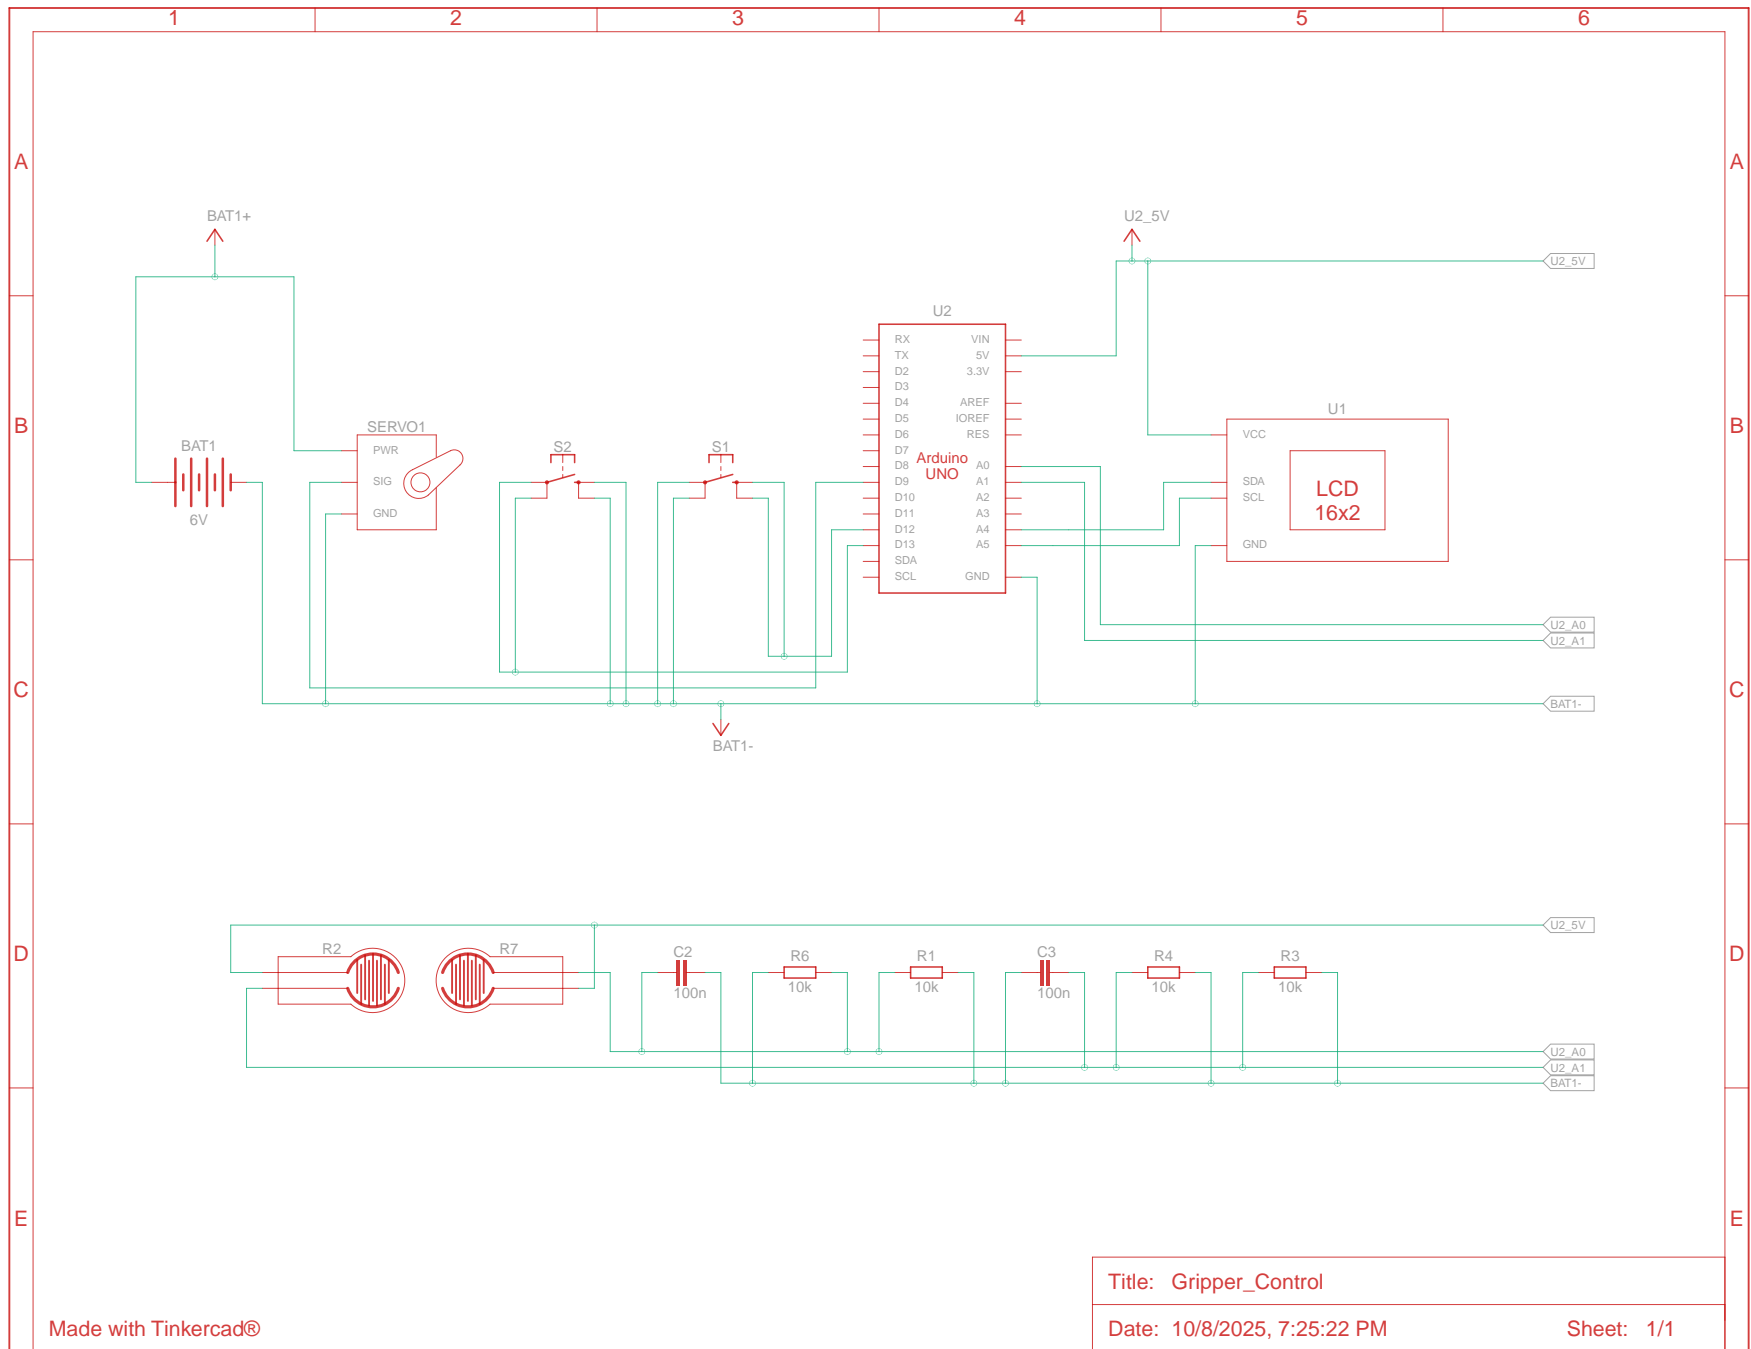 1 2 3 4 5 6
A A
BAT1+ U2_5V
U2_5V
U2
RX VIN
TX 5V
D2 3.3V
D3
D4 AREF
D5 IOREF
D6 RES
D7
D8 A0
D9 A1
D10 A2
D11 A3
D12 A4
D13 A5
SDA
SCL GND
Arduino
UNO
B B
BAT1
6V
SERVO1
PWR
SIG
GND
S2
S1
U1
VCC
SDA
SCL
GND
LCD
16x2
U2_A0
U2_A1
C C
BAT1-
BAT1-
U2_5V
D D
R2 R7 C2 R6 R1 C3 R4 R3
100n 10k 10k 100n 10k 10k
U2_A0
U2_A1
BAT1-
E E
Title: Gripper_Control
Made with Tinkercad®
Date: 10/8/2025, 7:25:22 PM Sheet: 1/1